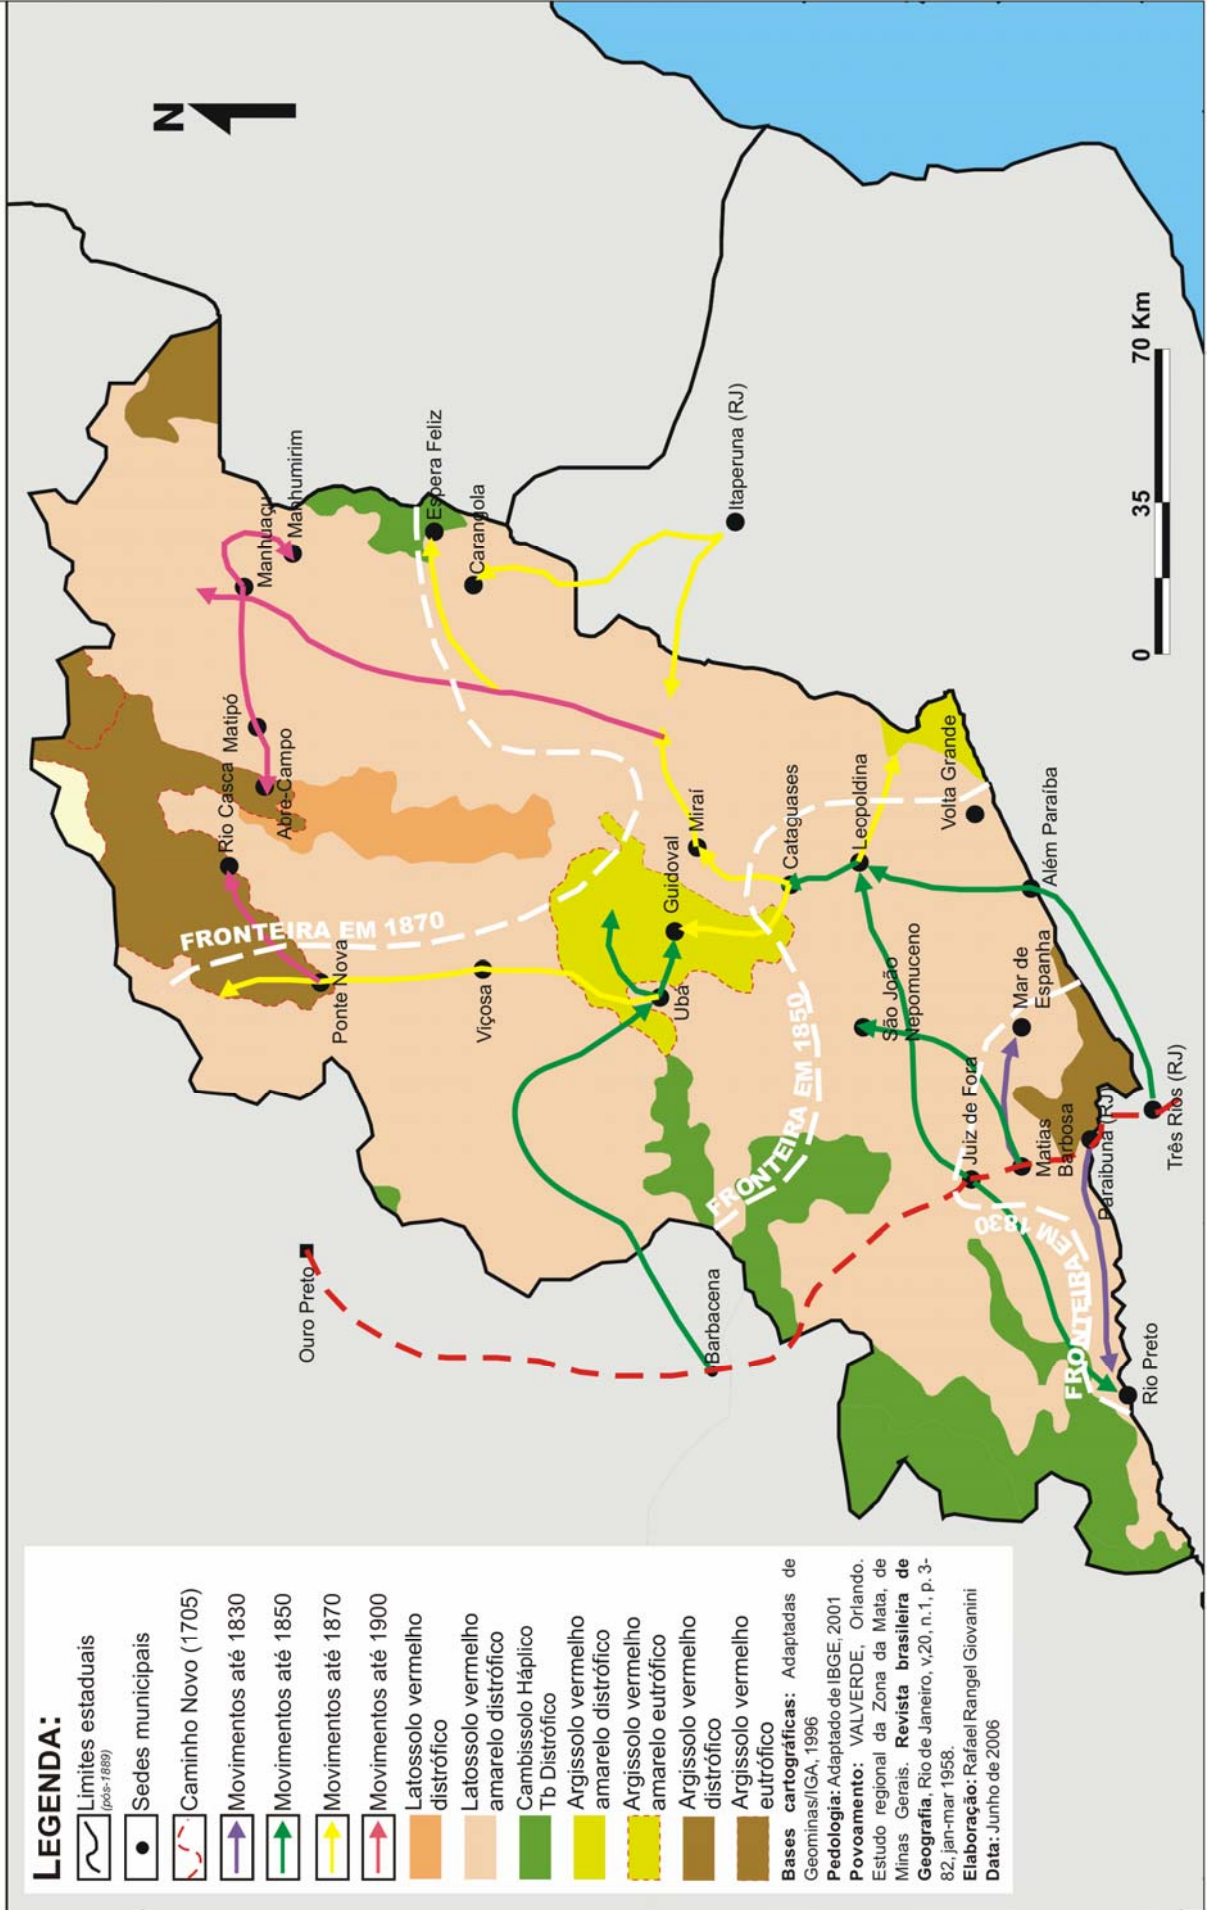 LEGENDA:
Limites estaduais
(pós-1889)
Sedes municipais
Caminho Novo (1705)
Movimentos até 1830
Movimentos até 1850
Movimentos até 1870
Movimentos até 1900
Latossolo vermelho
distrófico
Latossolo vermelho
amarelo distrófico
Cambissolo Háplico
Tb Distrófico
Argissolo vermelho
amarelo distrófico
Argissolo vermelho
amarelo eutrófico
Argissolo vermelho
distrófico
Argissolo vermelho
eutrófico
Bases cartográficas: Adaptadas de
Geominas/IGA, 1996
Pedologia: Adaptado de IBGE, 2001
Povoamento: VALVERDE, Orlando.
Estudo regional da Zona da Mata, de
Minas Gerais. Revista brasileira de
Geografia, Rio de Janeiro, v,20, n.1, p. 3-
82, jan-mar 1958.
Elaboração: Rafael Rangel Giovanini
Data: Junho de 2006
N
Ouro Preto
Barbacena
Rio Preto
FRONTEIRA EM 1830
FRONTEIRA EM 1850
FRONTEIRA EM 1870
Juiz de Fora
Matias
Barbosa
Paraibuna (RJ)
Três Rios (RJ)
Mar de
Espanha
São João
Nepomuceno
Além Paraíba
Volta Grande
Leopoldina
Cataguases
Miraí
Guidoval
Ubá
Viçosa
Ponte Nova
Rio Casca
Abre-Campo
Matipó
Manhuaçu
Manhumirim
Espera Feliz
Carangola
Itaperuna (RJ)
0 35 70 Km